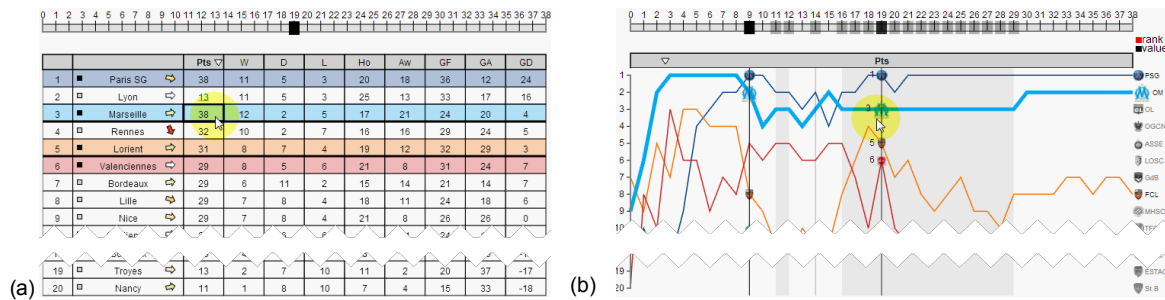 0 1 2 3 4 5 6 7 8 9 10 11 12 13 14 15 16 17 18 19 20 21 22 23 24 25 26 27 28 29 30 31 32 33 34 35 36 37 38
Pts W D L Ho Aw GF GA GD
1 Paris SG 38 11 5 3 20 18 36 12 24
2 Lyon 13 11 5 3 25 13 33 17 16
3 Marseille 38 12 2 5 17 21 24 20 4
4 Rennes 32 10 2 7 16 16 29 24 5
5 Lorient 31 8 7 4 19 12 32 29 3
6 Valenciennes 29 8 5 6 21 8 31 24 7
7 Bordeaux 29 6 11 2 15 14 21 14 7
8 Lille 29 7 8 4 18 11 24 18 6
9 Nice 29 7 8 4 21 8 26 26 0
19 Troyes 13 2 7 10 11 2 20 37 -17
20 Nancy 11 1 8 10 7 4 15 33 -18
(a)
0 1 2 3 4 5 6 7 8 9 10 11 12 13 14 15 16 17 18 19 20 21 22 23 24 25 26 27 28 29 30 31 32 33 34 35 36 37 38
rank
value
Pts
1 1 PSG
2 OM
3 3 OL
4 OGCN
5 5 ASSE
6 6 LOSC
7 GdB
8 FCL
9 MHSC
10
19 ESTAC
20 St.B
(b)